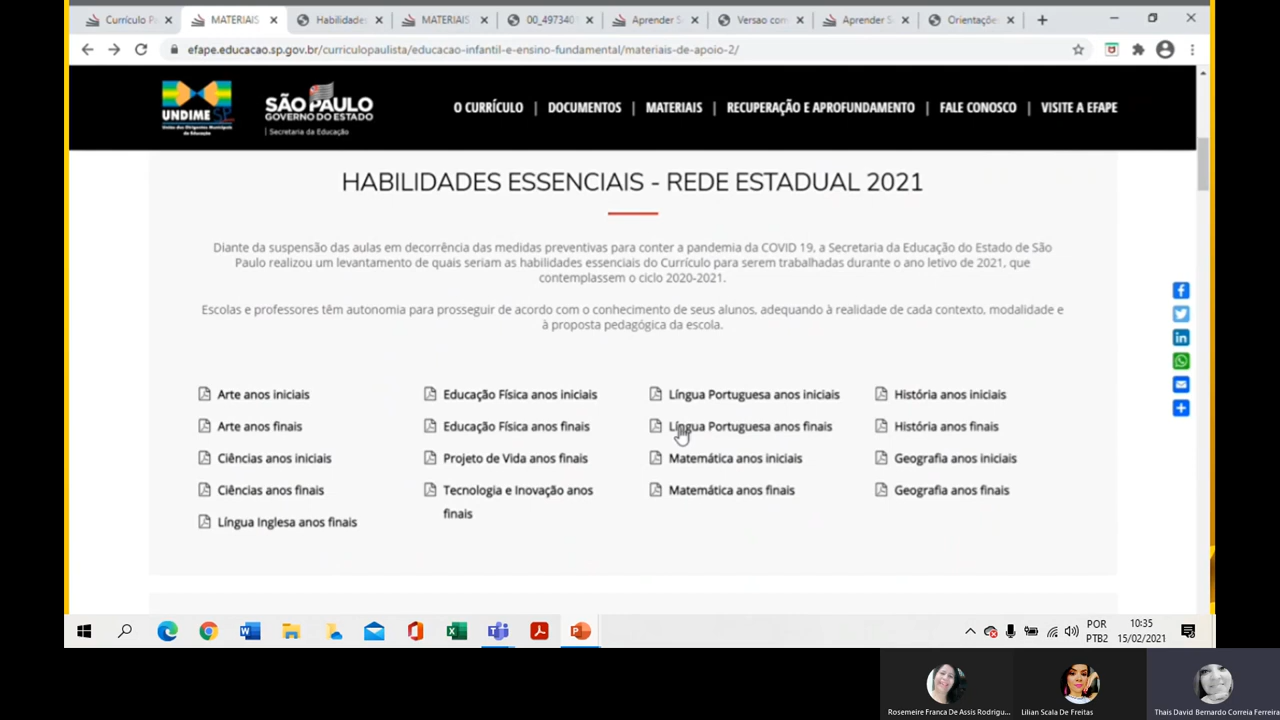 Currículo Pa
MATERIAIS
Habilidades
MATERIAIS
00_4973401
Aprender S
Versao com
Aprender S
Orientaçõe
efape.educacao.sp.gov.br/curriculopaulista/educacao-infantil-e-ensino-fundamental/materiais-de-apoio-2/
UNDIME SP
União dos Dirigentes Municipais
de Educação
SÃO PAULO
GOVERNO DO ESTADO
| Secretaria da Educação
O CURRÍCULO | DOCUMENTOS | MATERIAIS | RECUPERAÇÃO E APROFUNDAMENTO | FALE CONOSCO | VISITE A EFAPE
HABILIDADES ESSENCIAIS - REDE ESTADUAL 2021
Diante da suspensão das aulas em decorrência das medidas preventivas para conter a pandemia da COVID 19, a Secretaria da Educação do Estado de São
Paulo realizou um levantamento de quais seriam as habilidades essenciais do Currículo para serem trabalhadas durante o ano letivo de 2021, que
contemplassem o ciclo 2020-2021.
Escolas e professores têm autonomia para prosseguir de acordo com o conhecimento de seus alunos, adequando à realidade de cada contexto, modalidade e
à proposta pedagógica da escola.
Arte anos iniciais
Arte anos finais
Ciências anos iniciais
Ciências anos finais
Língua Inglesa anos finais
Educação Física anos iniciais
Educação Física anos finais
Projeto de Vida anos finais
Tecnologia e Inovação anos
finais
Língua Portuguesa anos iniciais
Língua Portuguesa anos finais
Matemática anos iniciais
Matemática anos finais
História anos iniciais
História anos finais
Geografia anos iniciais
Geografia anos finais
POR
PTB2
10:35
15/02/2021
Rosemeire Franca De Assis Rodrigu...
Lilian Scala De Freitas
Thais David Bernardo Correia Ferreira